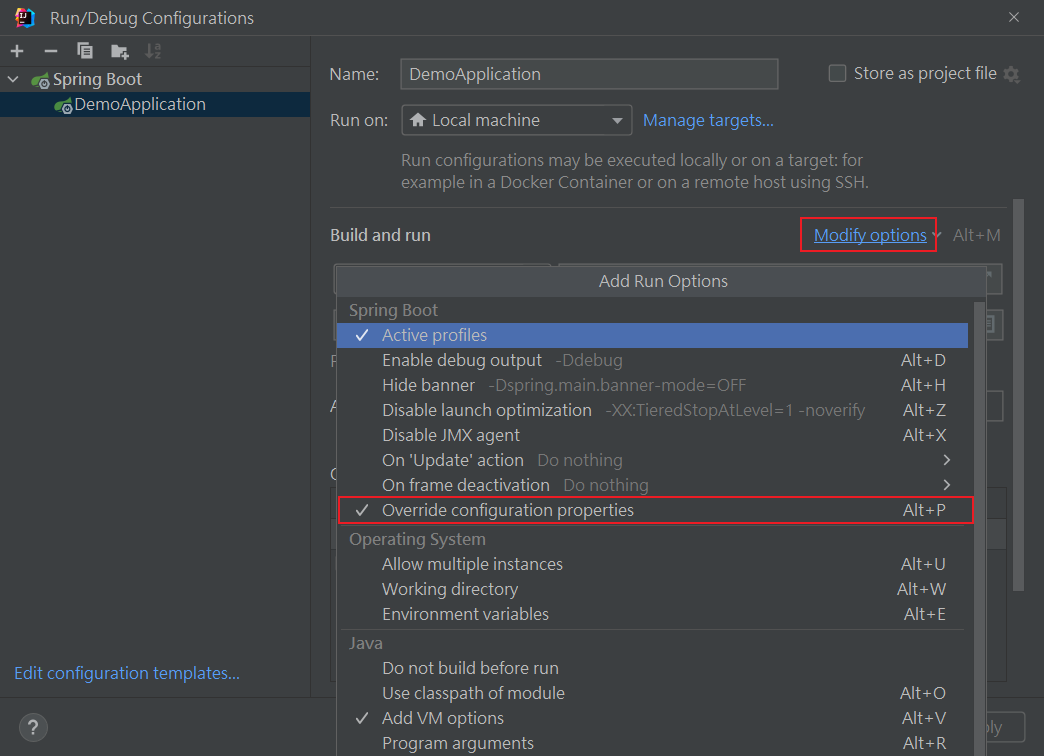 Run/Debug Configurations
Spring Boot
DemoApplication
Name: DemoApplication
Store as project file
Run on: Local machine Manage targets...
Run configurations may be executed locally or on a target: for
example in a Docker Container or on a remote host using SSH.
Build and run Modify options Alt+M
Add Run Options
Spring Boot
Active profiles
Enable debug output -Ddebug Alt+D
Hide banner -Dspring.main.banner-mode=OFF Alt+H
Disable launch optimization -XX:TieredStopAtLevel=1 -noverify Alt+Z
Disable JMX agent Alt+X
On 'Update' action Do nothing
On frame deactivation Do nothing
Override configuration properties Alt+P
Operating System
Allow multiple instances Alt+U
Working directory Alt+W
Environment variables Alt+E
Java
Do not build before run
Use classpath of module Alt+O
Add VM options Alt+V
Program arguments Alt+R
Edit configuration templates...
?